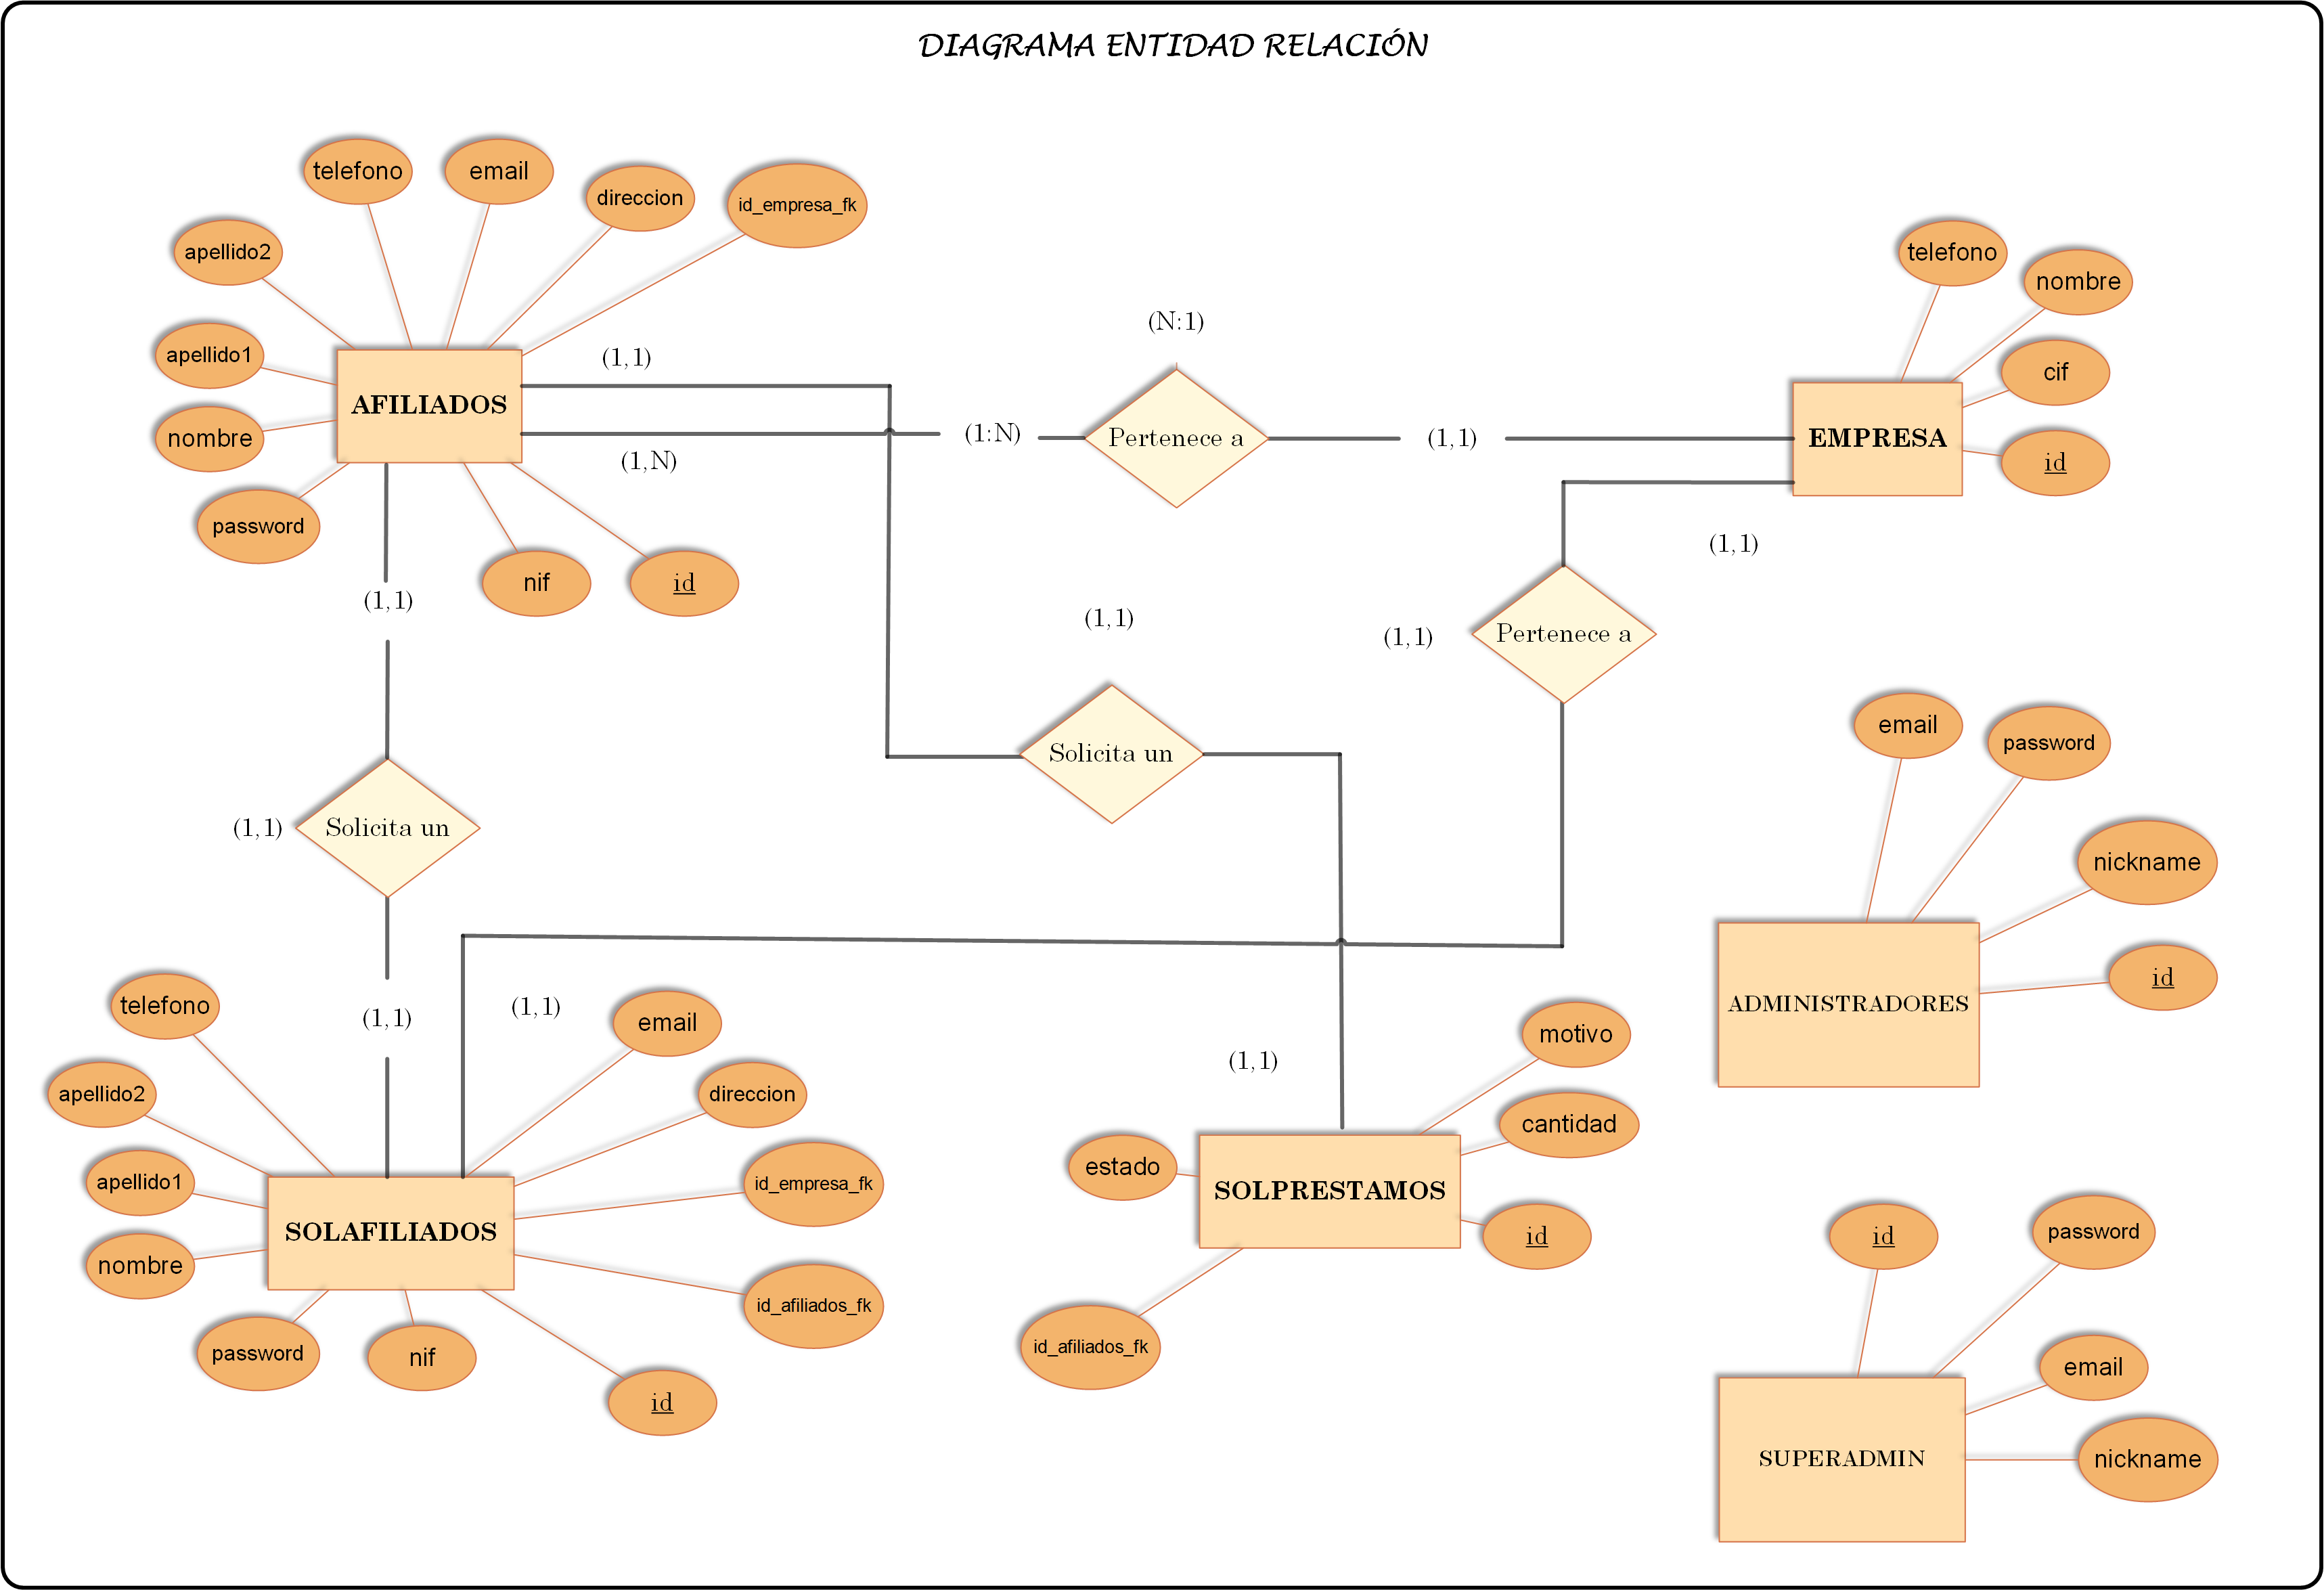 DIAGRAMA ENTIDAD RELACIÓN
telefono
email
direccion
id_empresa_fk
apellido2
apellido1
nombre
password
AFILIADOS
nif
id
(1,1)
(1,N)
(1:N)
(N:1)
Pertenece a
(1,1)
telefono
nombre
cif
id
EMPRESA
(1,1)
(1,1)
Pertenece a
(1,1)
(1,1)
Solicita un
(1,1)
Solicita un
(1,1)
(1,1)
(1,1)
email
password
nickname
id
ADMINISTRADORES
telefono
apellido2
apellido1
nombre
password
SOLAFILIADOS
email
direccion
id_empresa_fk
id_afiliados_fk
nif
id
motivo
cantidad
estado
SOLPRESTAMOS
id
id_afiliados_fk
id
password
email
nickname
SUPERADMIN